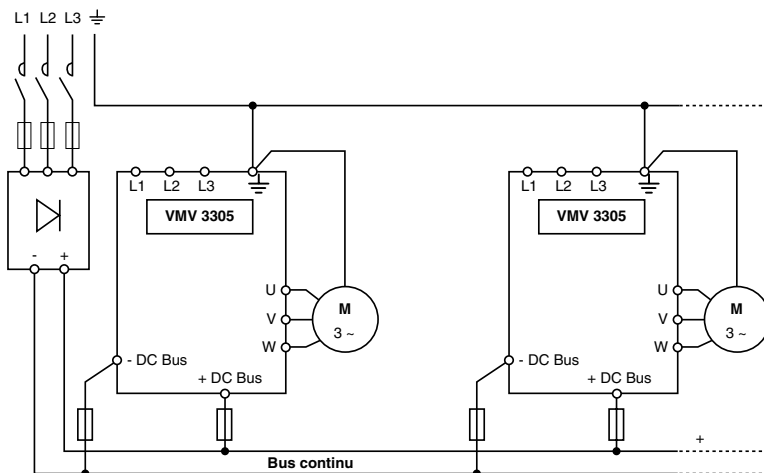 L1 L2 L3
L1 L2 L3
VMV 3305
L1 L2 L3
VMV 3305
- +
U
V
W
M
3 ~
U
V
W
M
3 ~
- DC Bus
+ DC Bus
- DC Bus
+ DC Bus
+
Bus continu